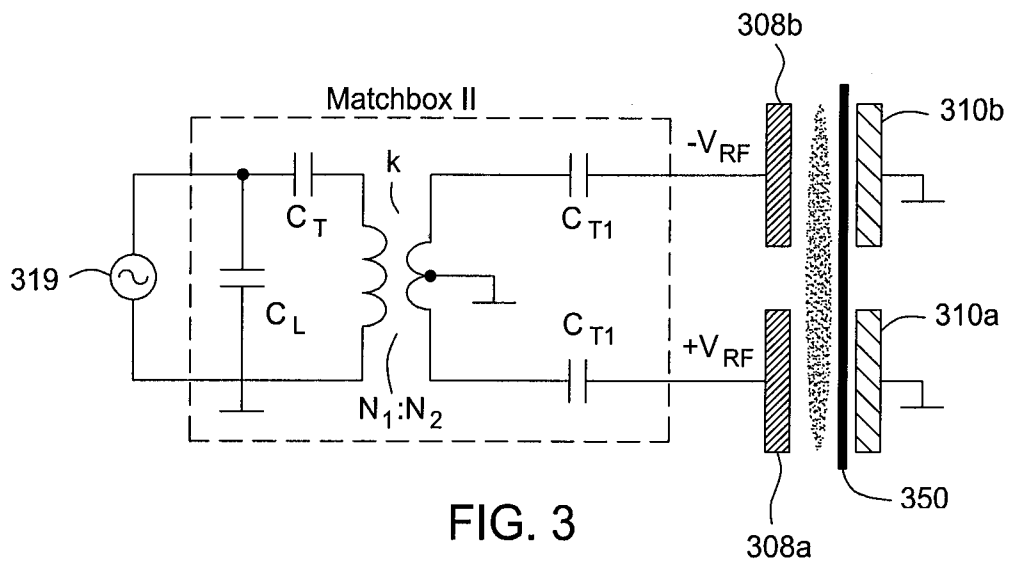 308b
Matchbox II
310b
k
-V_RF
C_T
C_T1
319
C_L
C_T1
+V_RF
310a
N_1:N_2
350
FIG. 3
308a